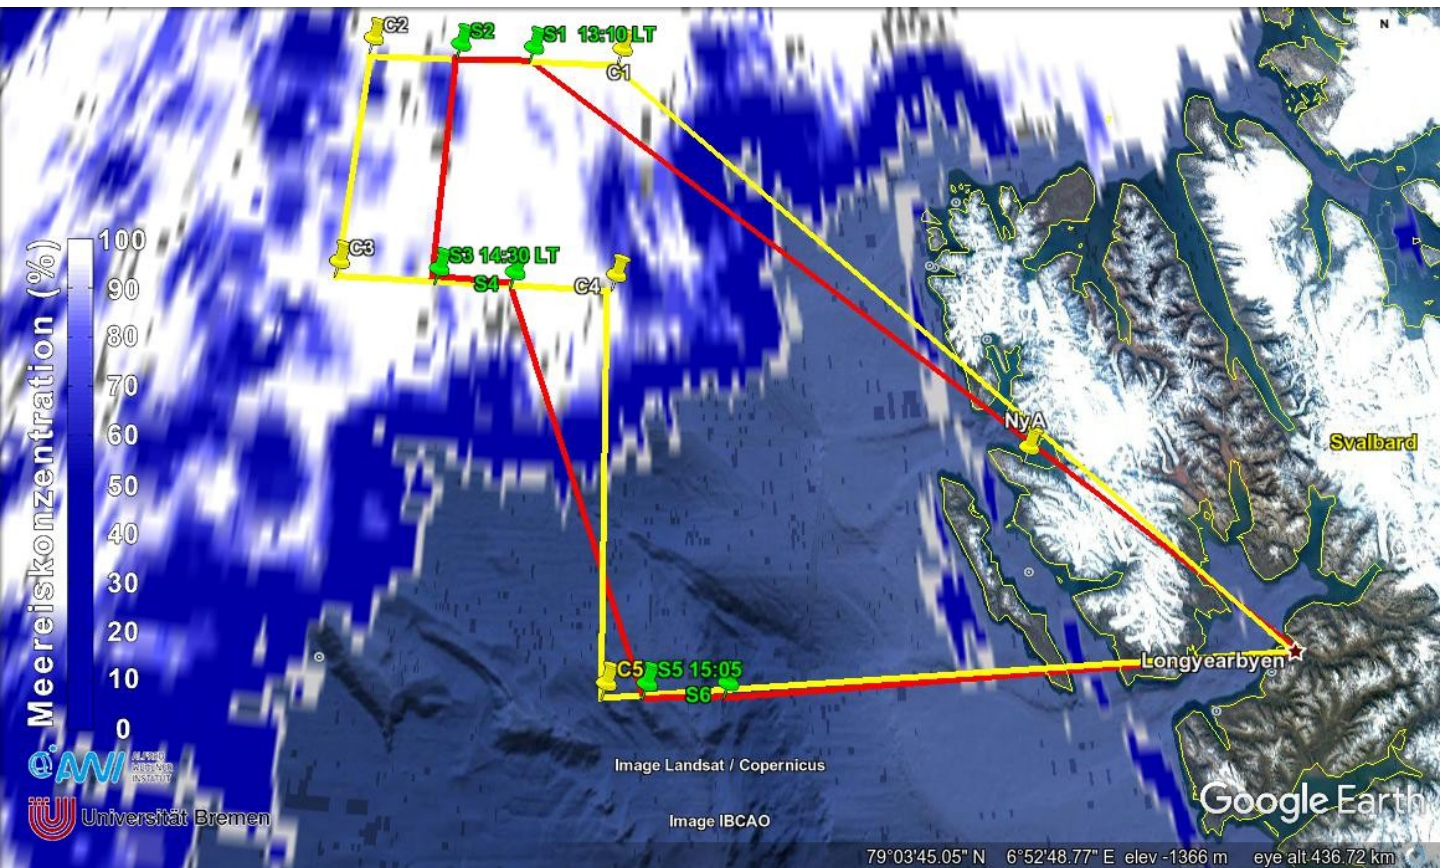 C2
S2
S1 13:10 LT
C1
N
C3
S3 14:30 LT
S4
C4
Meereiskonzentration (%)
100
90
80
70
60
50
40
30
20
10
0
NyA
Svalbard
Longyearbyen
C5
S5 15:05
S6
@AWI
ALFRED
WEGENER
INSTITUT
Universität Bremen
Image Landsat / Copernicus
Image IBCAO
Google Earth
79°03'45.05" N 6°52'48.77" E elev -1366 m eye alt 436.72 km